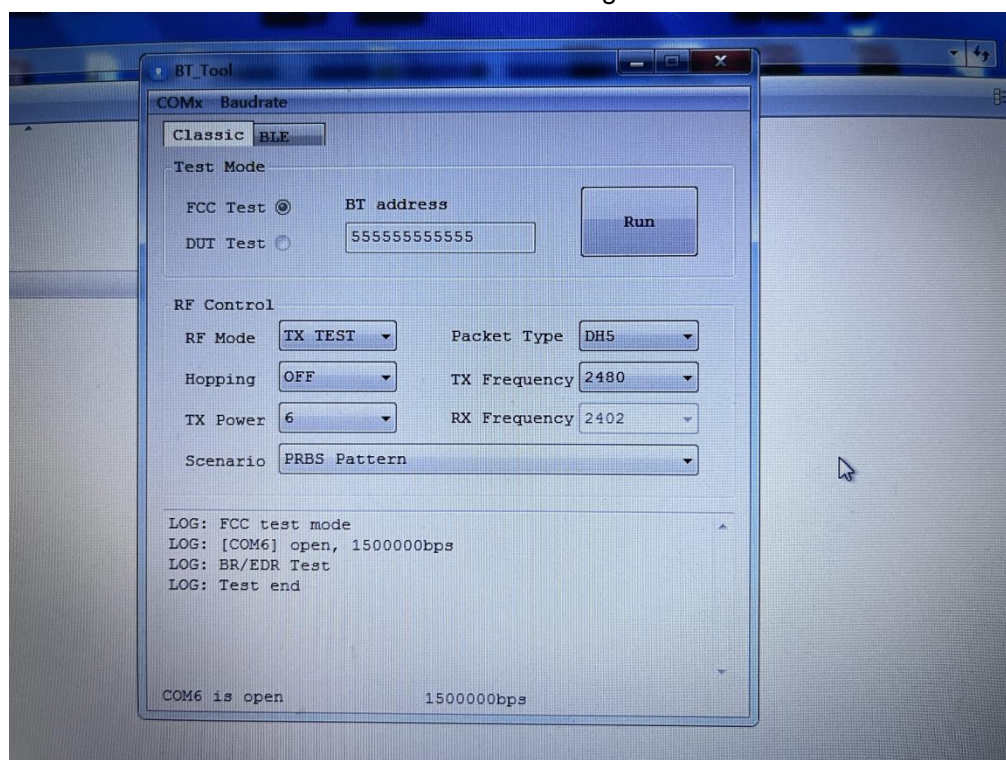 BT_Tool
COMx Baudrate
Classic BLE
Test Mode
FCC Test BT address
555555555555 Run
DUT Test
RF Control
RF Mode TX TEST Packet Type DH5
Hopping OFF TX Frequency 2480
TX Power 6 RX Frequency 2402
Scenario PRBS Pattern
LOG: FCC test mode
LOG: [COM6] open, 1500000bps
LOG: BR/EDR Test
LOG: Test end
COM6 is open 1500000bps